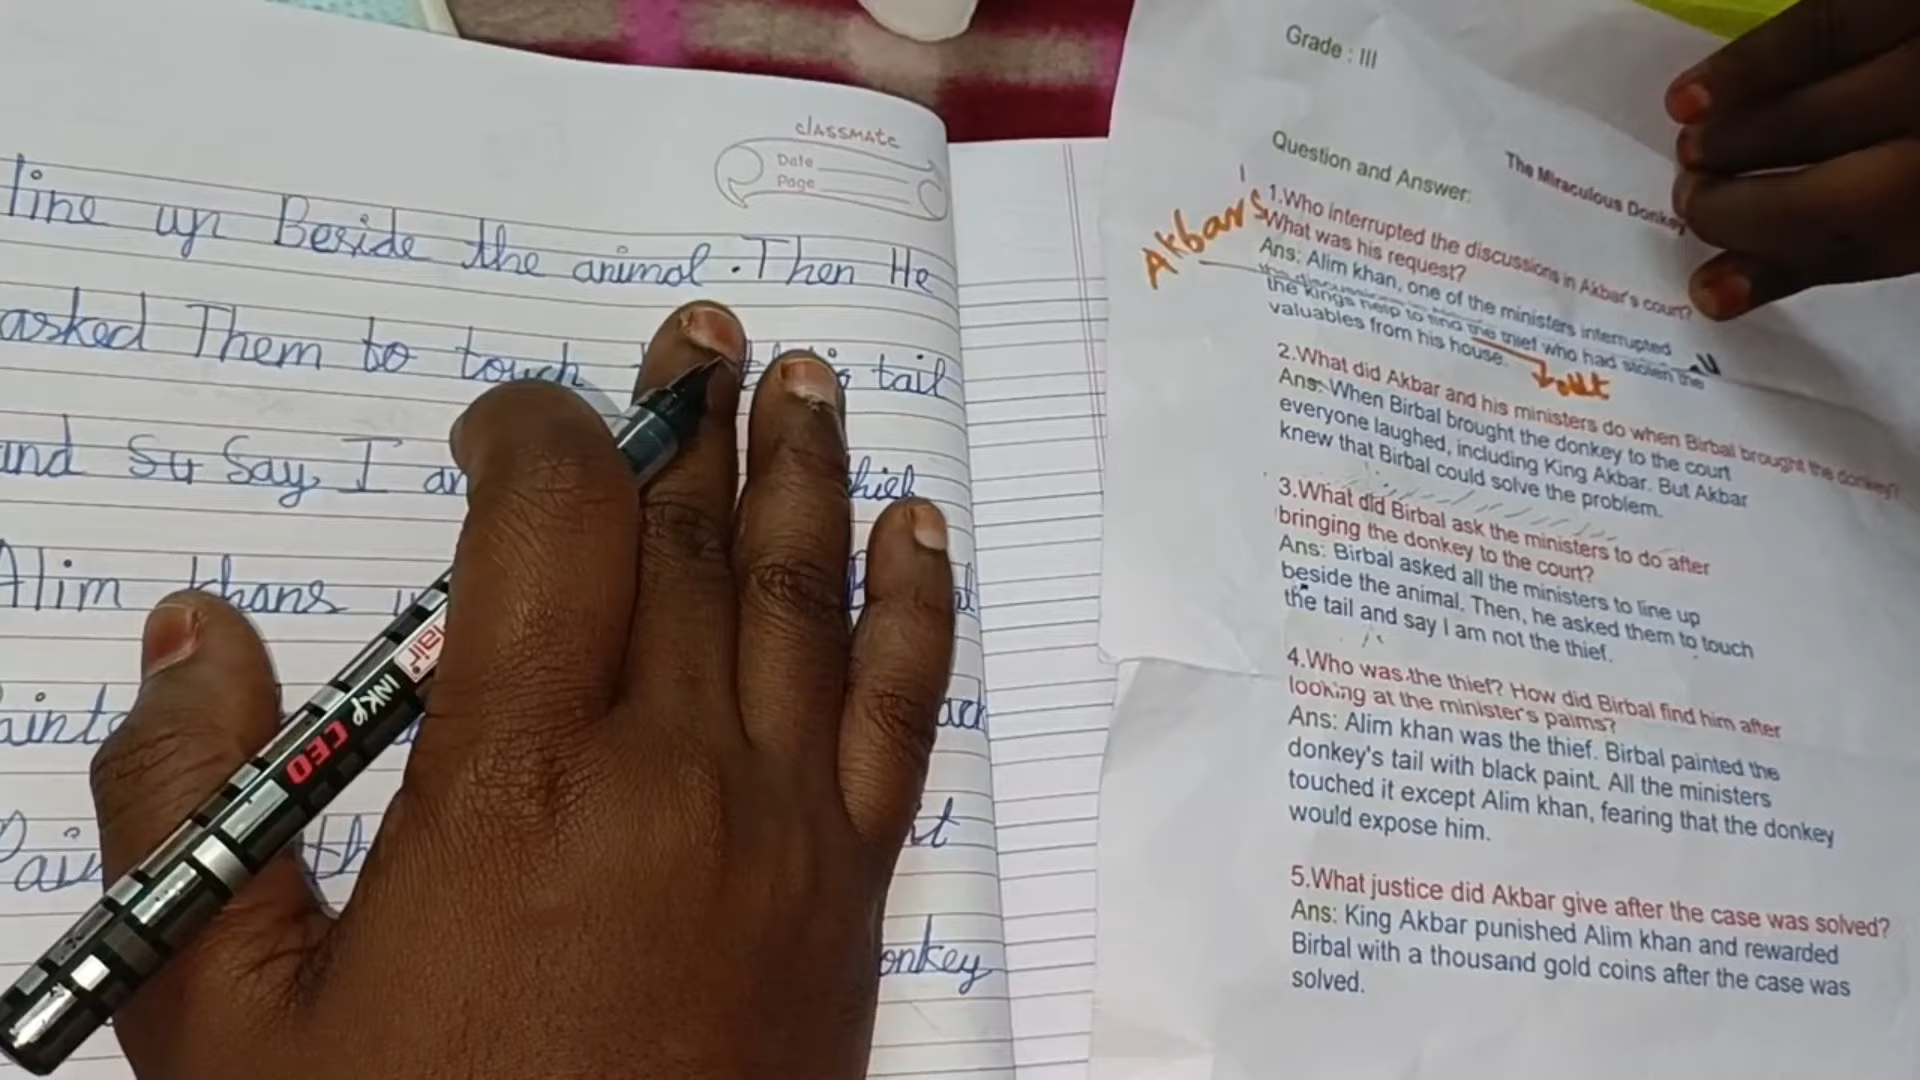 classmate
Date
Page
line up Beside the animal. Then He
asked Them to touch tail
and Say I
Alim khans
onkey
Hair
INKP CEO
Grade : III
The Miraculous Donkey
Question and Answer:
Akbar's
1.Who interrupted the discussions in Akbar's court?
What was his request?
Ans: Alim khan, one of the ministers interrupted
the discussions
the kings help to find the thief who had stolen the
valuables from his house.
2.What did Akbar and his ministers do when Birbal brought the donkey?
Ans: When Birbal brought the donkey to the court
everyone laughed, including King Akbar. But Akbar
knew that Birbal could solve the problem.
3.What did Birbal ask the ministers to do after
bringing the donkey to the court?
Ans: Birbal asked all the ministers to line up
beside the animal. Then, he asked them to touch
the tail and say I am not the thief.
4.Who was the thief? How did Birbal find him after
looking at the minister's palms?
Ans: Alim khan was the thief. Birbal painted the
donkey's tail with black paint. All the ministers
touched it except Alim khan, fearing that the donkey
would expose him.
5.What justice did Akbar give after the case was solved?
Ans: King Akbar punished Alim khan and rewarded
Birbal with a thousand gold coins after the case was
solved.